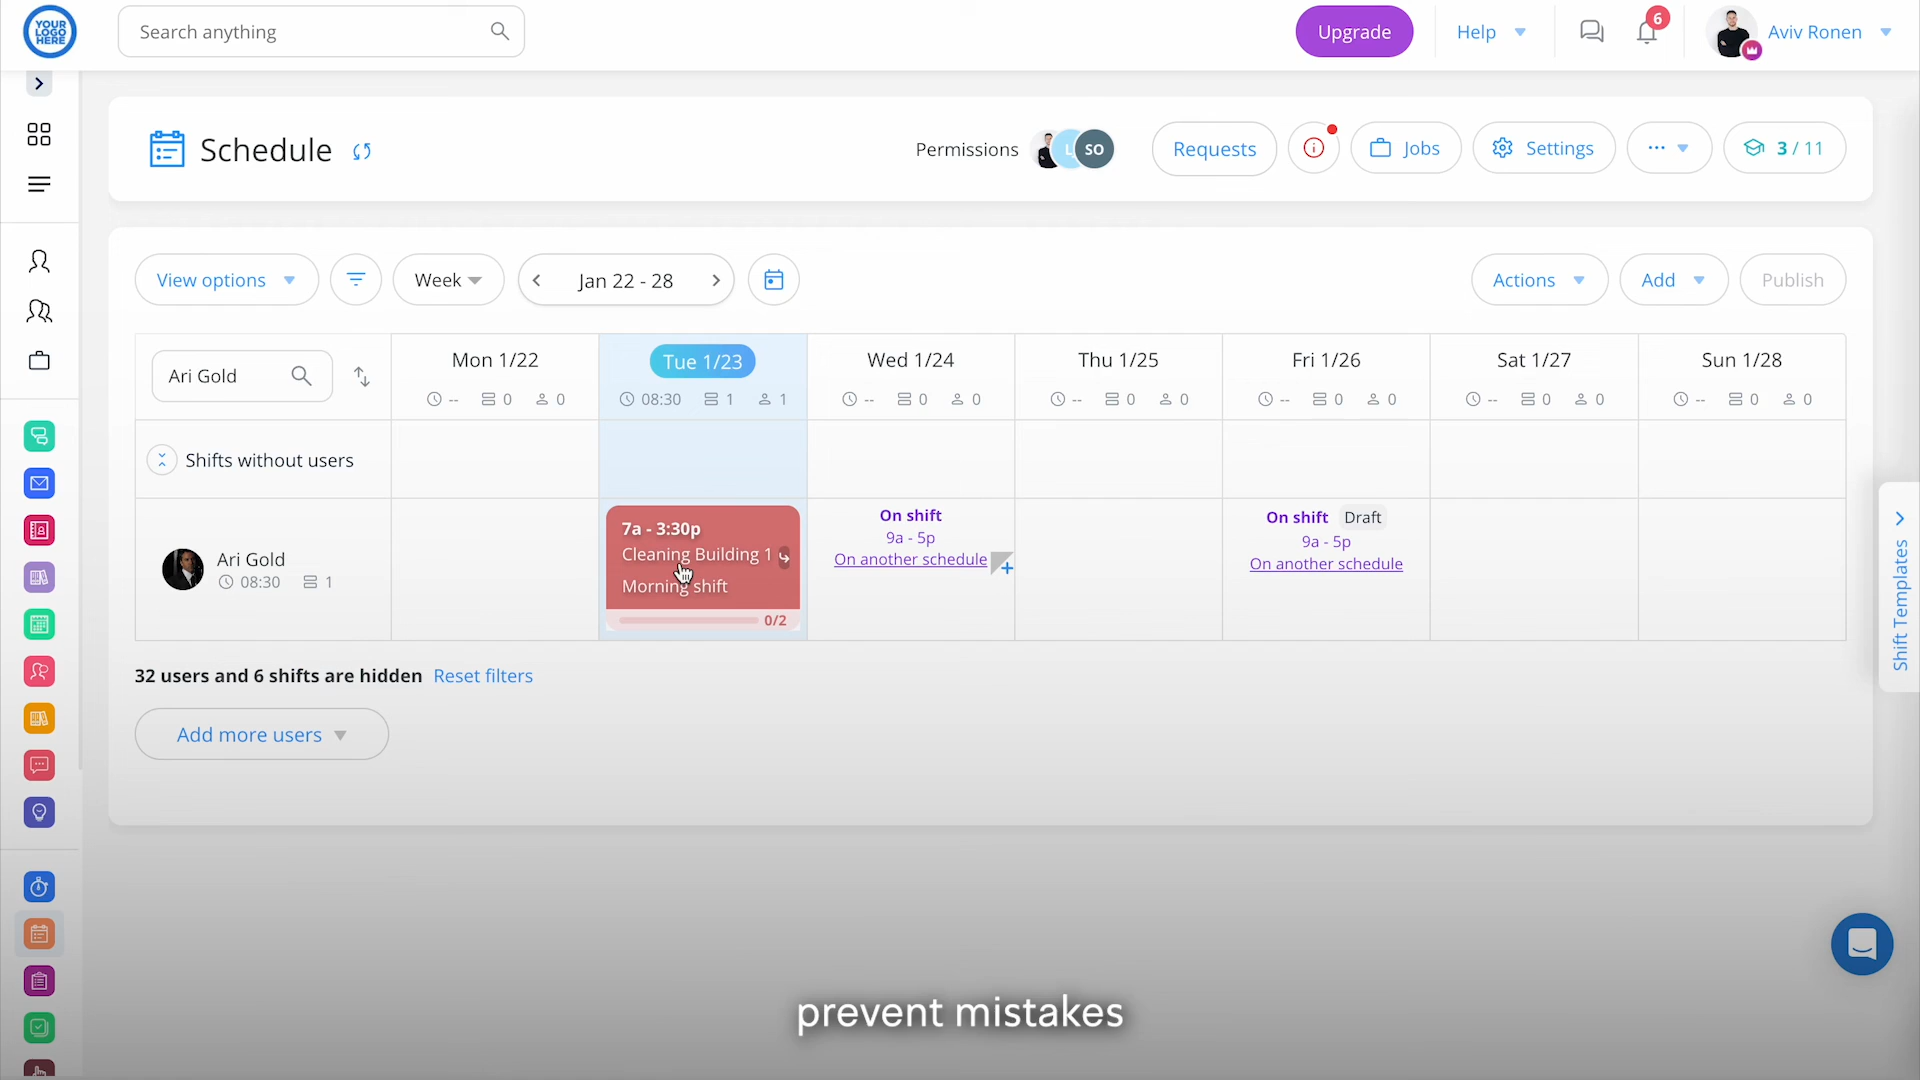 YOUR
LOGO
HERE
Search anything
Upgrade
Help
6
Aviv Ronen
Schedule
Permissions
L
SO
Requests
Jobs
Settings
3 / 11
View options
Week
Jan 22 - 28
Actions
Add
Publish
Ari Gold
Mon 1/22
-- 0 0
Tue 1/23
08:30 1 1
Wed 1/24
-- 0 0
Thu 1/25
-- 0 0
Fri 1/26
-- 0 0
Sat 1/27
-- 0 0
Sun 1/28
-- 0 0
Shifts without users
Ari Gold
08:30 1
7a - 3:30p
Cleaning Building 1
Morning shift
0/2
On shift
9a - 5p
On another schedule
On shift Draft
9a - 5p
On another schedule
Shift Templates
32 users and 6 shifts are hidden Reset filters
Add more users
prevent mistakes